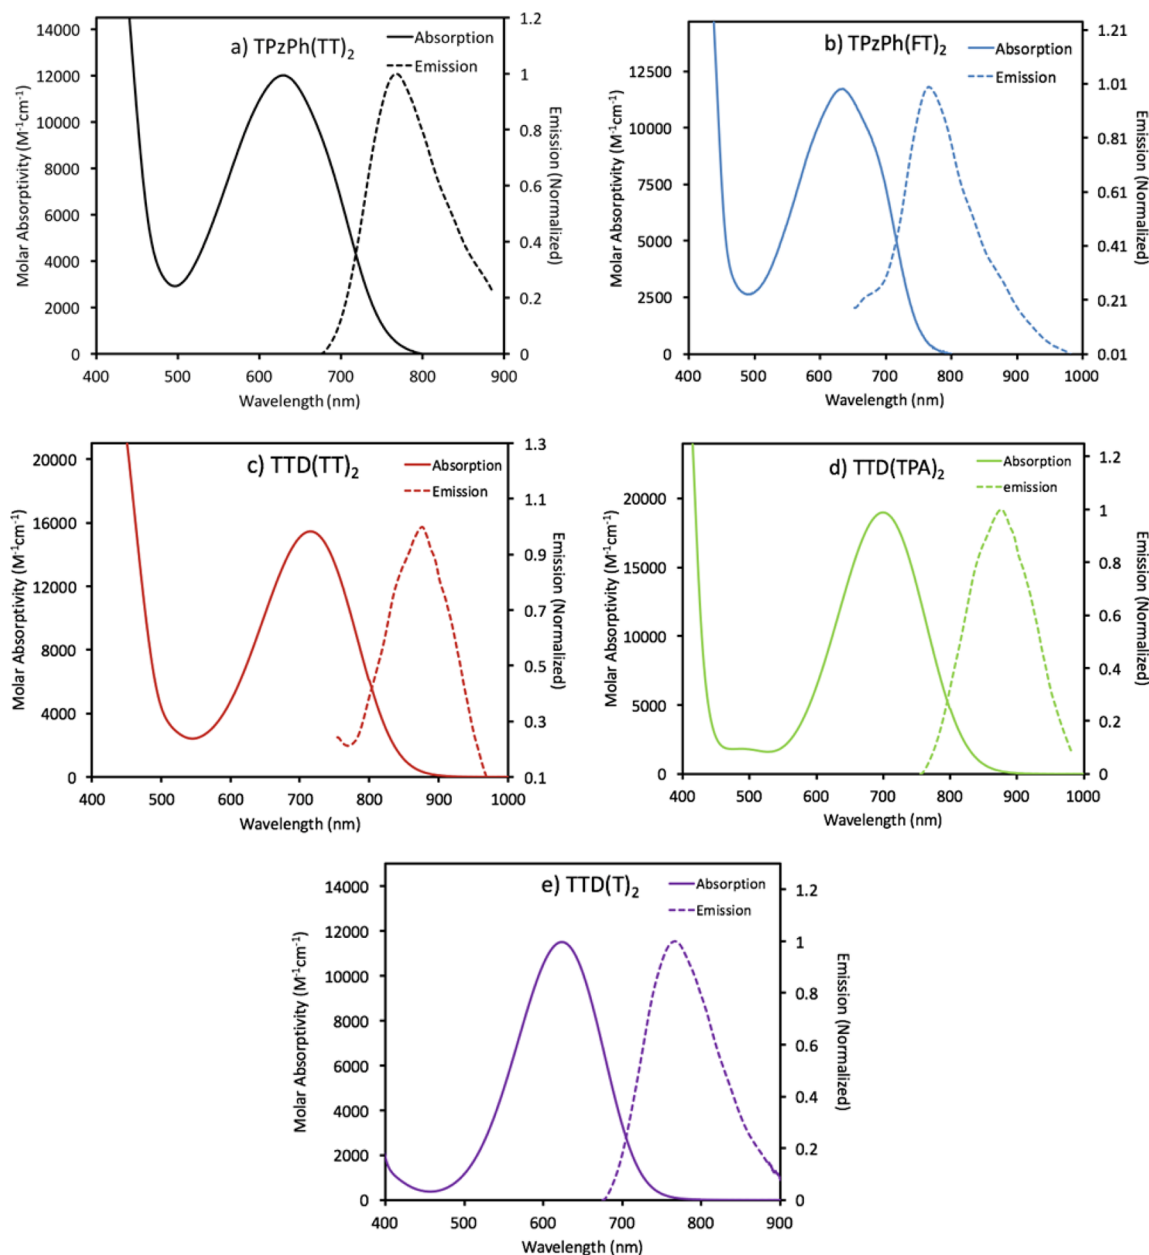 a) TPzPh(TT)₂
Absorption
Emission
14000
12000
10000
8000
6000
4000
2000
0
Molar Absorptivity (M⁻¹cm⁻¹)
1.2
1
0.8
0.6
0.4
0.2
0
Emission (Normalized)
400 500 600 700 800 900
Wavelength (nm)
b) TPzPh(FT)₂
Absorption
Emission
12500
10000
7500
5000
2500
0
Molar Absorptivity (M⁻¹cm⁻¹)
1.21
1.01
0.81
0.61
0.41
0.21
0.01
Emission (Normalized)
400 500 600 700 800 900 1000
Wavelength (nm)
c) TTD(TT)₂
Absorption
Emission
20000
16000
12000
8000
4000
0
Molar Absorptivity (M⁻¹cm⁻¹)
1.3
1.1
0.9
0.7
0.5
0.3
0.1
Emission (Normalized)
400 500 600 700 800 900 1000
Wavelength (nm)
d) TTD(TPA)₂
Absorption
emission
20000
15000
10000
5000
0
Molar Absorptivity (M⁻¹cm⁻¹)
1.2
1
0.8
0.6
0.4
0.2
0
Emission (Normalized)
400 500 600 700 800 900 1000
Wavelength (nm)
e) TTD(T)₂
Absorption
Emission
14000
12000
10000
8000
6000
4000
2000
0
Molar Absorptivity (M⁻¹cm⁻¹)
1.2
1
0.8
0.6
0.4
0.2
0
Emission (Normalized)
400 500 600 700 800 900
Wavelength (nm)